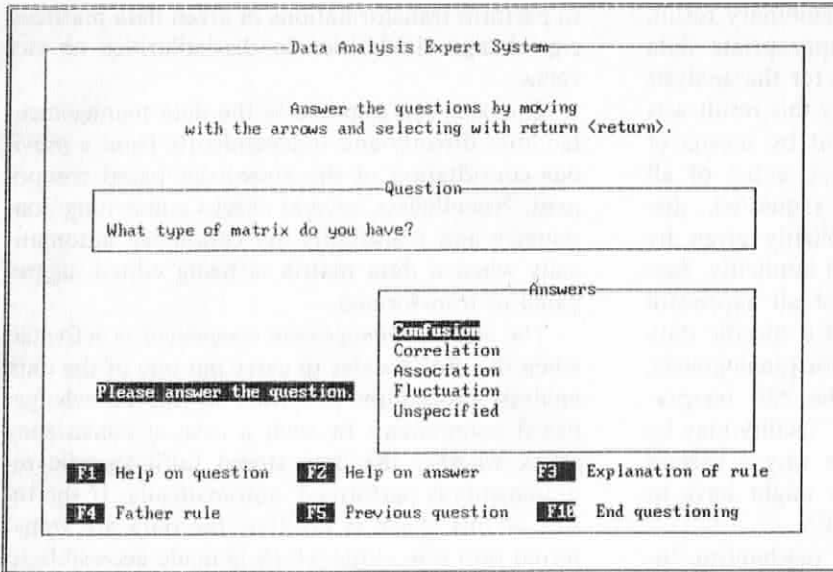 Data Analysis Expert System
Answer the questions by moving
with the arrows and selecting with return <return>.
Question
What type of matrix do you have?
Answers
Confusion
Correlation
Association
Fluctuation
Unspecified
Please answer the question.
F1 Help on question F2 Help on answer F3 Explanation of rule
F4 Father rule F5 Previous question F10 End questioning